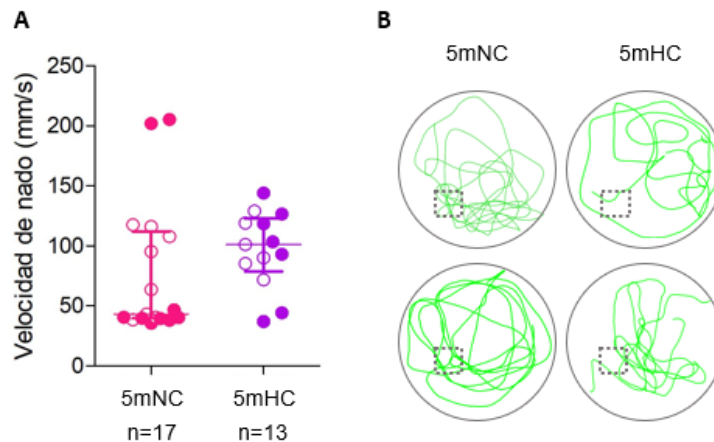 A
Velocidad de nado (mm/s)
250
200
150
100
50
0
5mNC
n=17
5mHC
n=13
B
5mNC
5mHC